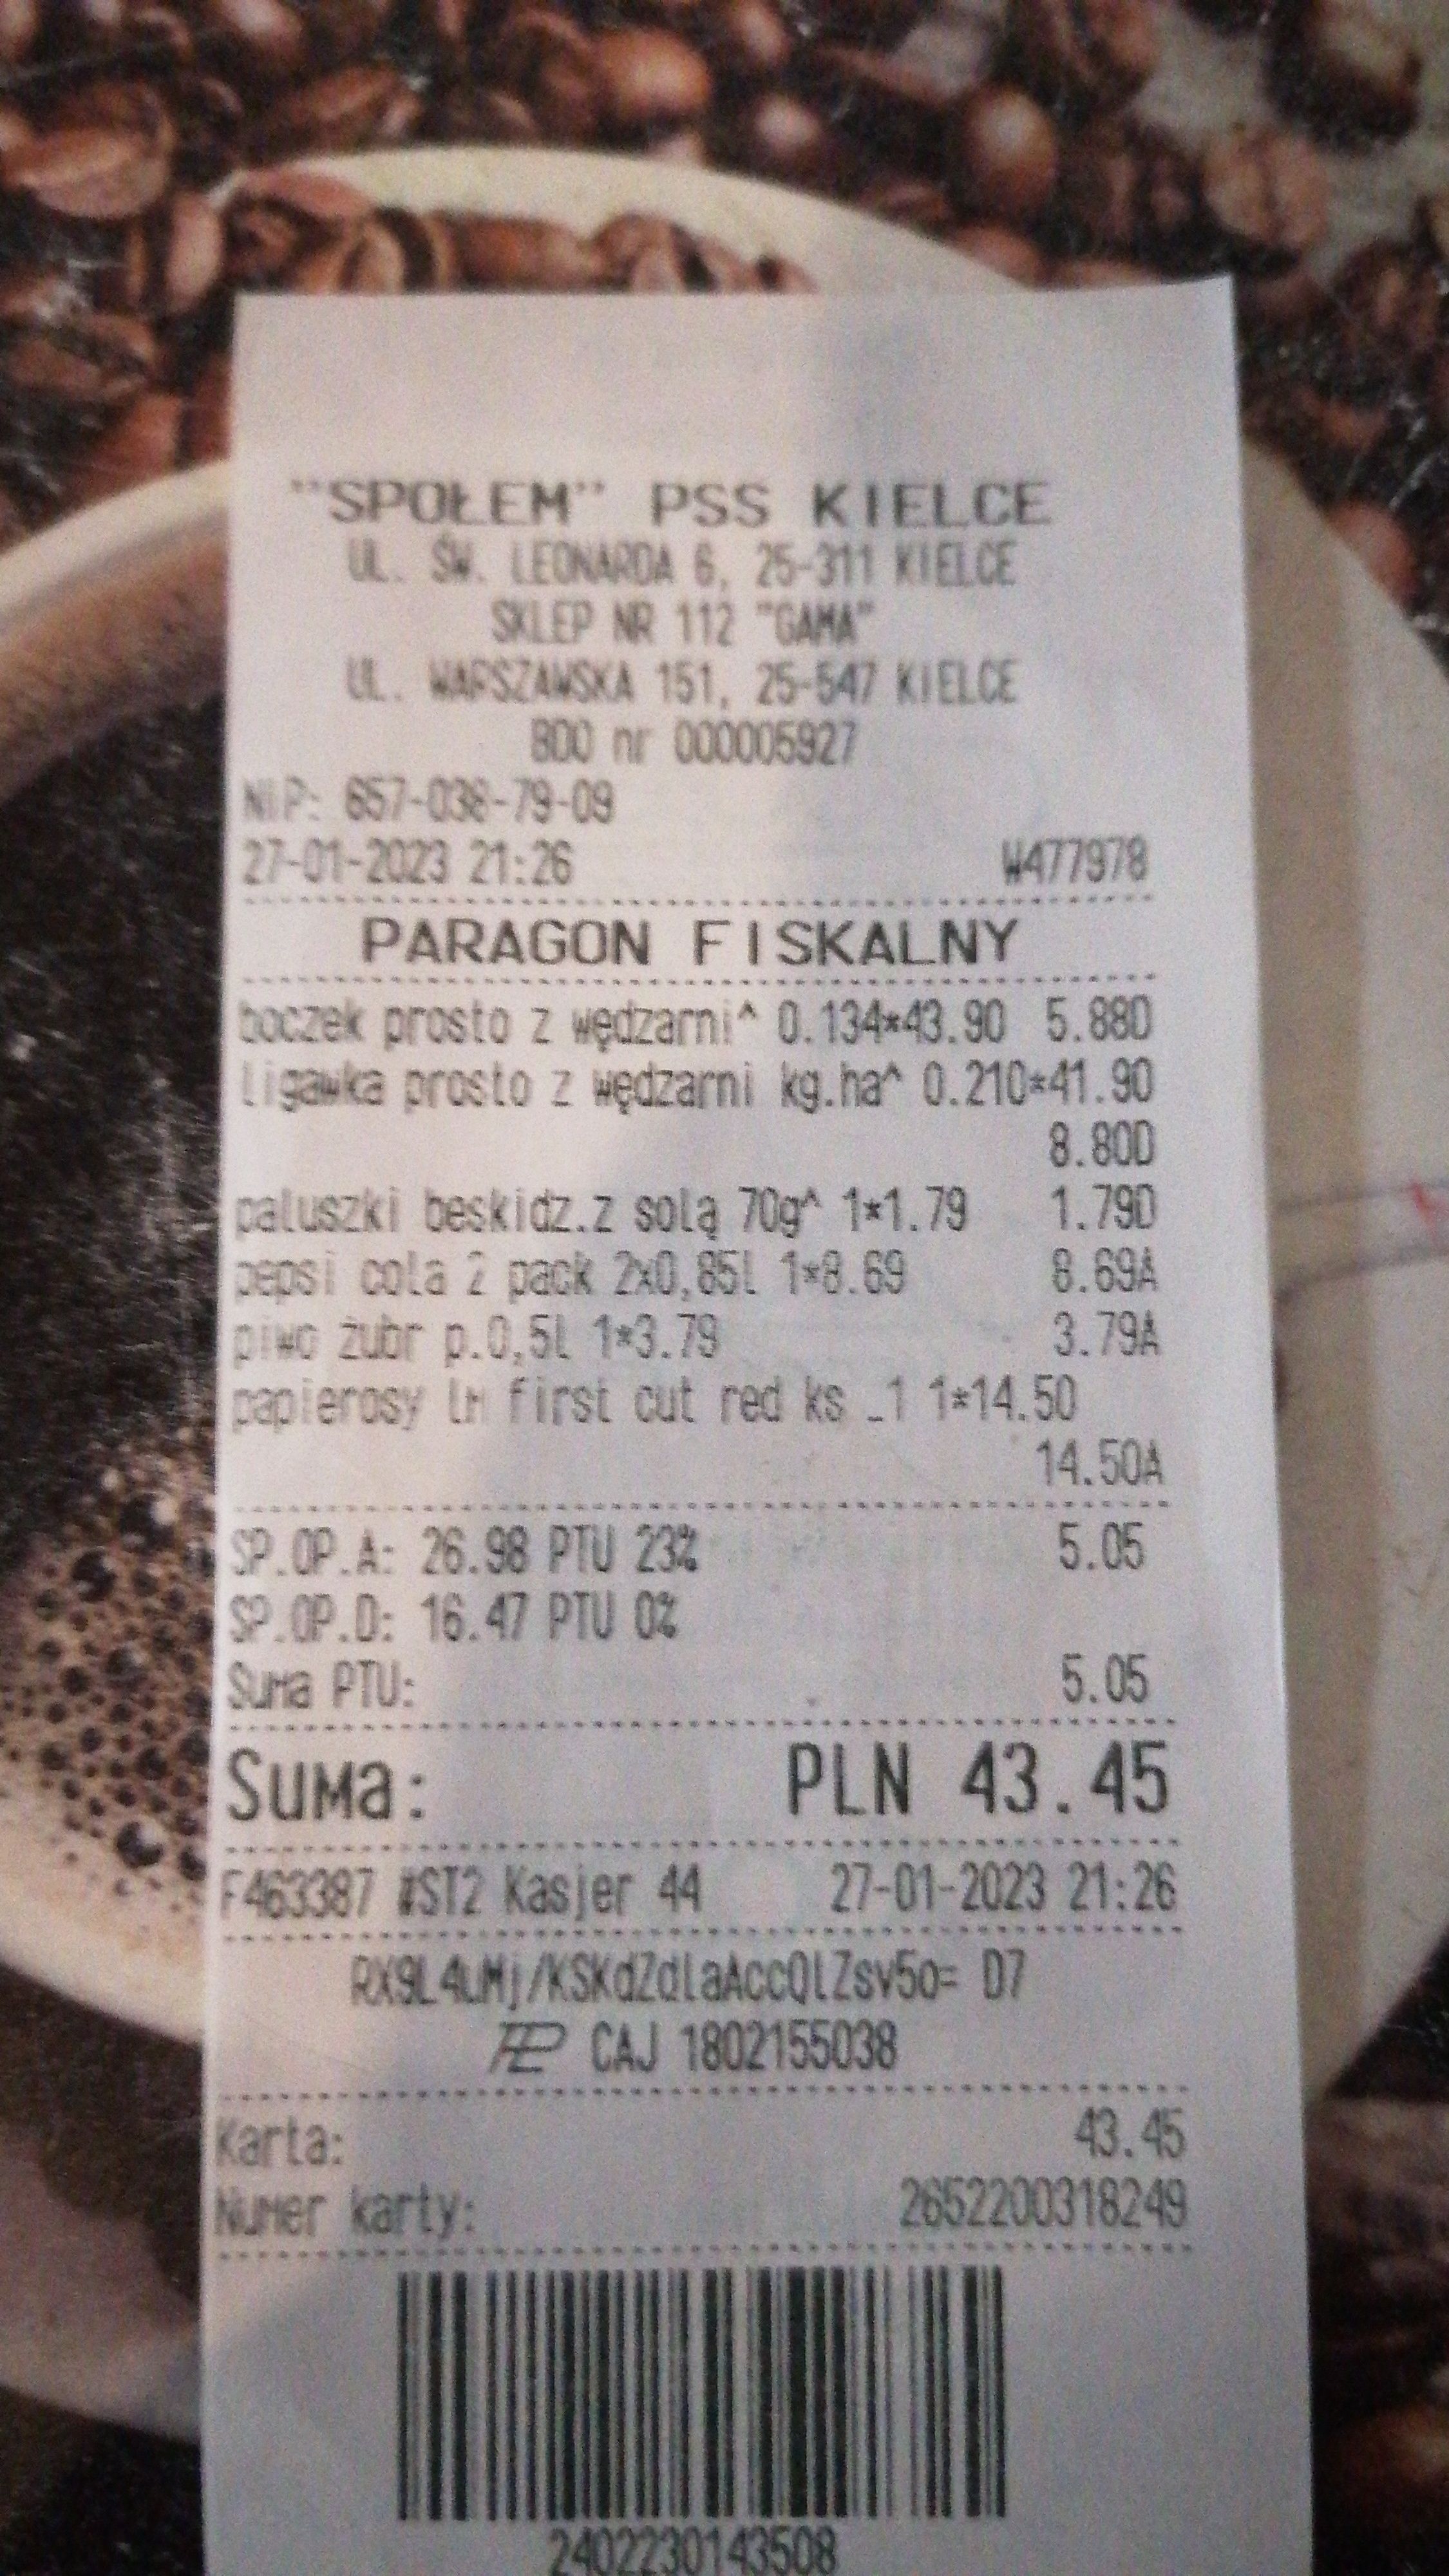 "SPOŁEM" PSS KIELCE
UL. ŚW. LEONARDA 6, 25-311 KIELCE
SKLEP NR 112 "GAMA"
UL. WARSZAWSKA 151, 25-547 KIELCE
BDO nr 000005927
NIP: 657-038-79-09
27-01-2023 21:26 W477978
PARAGON FISKALNY
boczek prosto z wędzarni^ 0.134*43.90 5.88D
ligawka prosto z wędzarni kg.ha^ 0.210*41.90
8.80D
paluszki beskidz.z solą 70g^ 1*1.79 1.79D
pepsi cola 2 pack 2x0,85l 1*8.69 8.69A
piwo żubr p.0,5l 1*3.79 3.79A
papierosy lm first cut red ks _1 1*14.50
14.50A
SP.OP.A: 26.98 PTU 23% 5.05
SP.OP.D: 16.47 PTU 0%
Suma PTU: 5.05
Suma: PLN 43.45
F463387 #ST2 Kasjer 44 27-01-2023 21:26
RX9L4uMj/KSKdZdlaAccQlZsv5o= D7
CAJ 1802155038
Karta: 43.45
Numer karty: 2652200318249
2402230143508